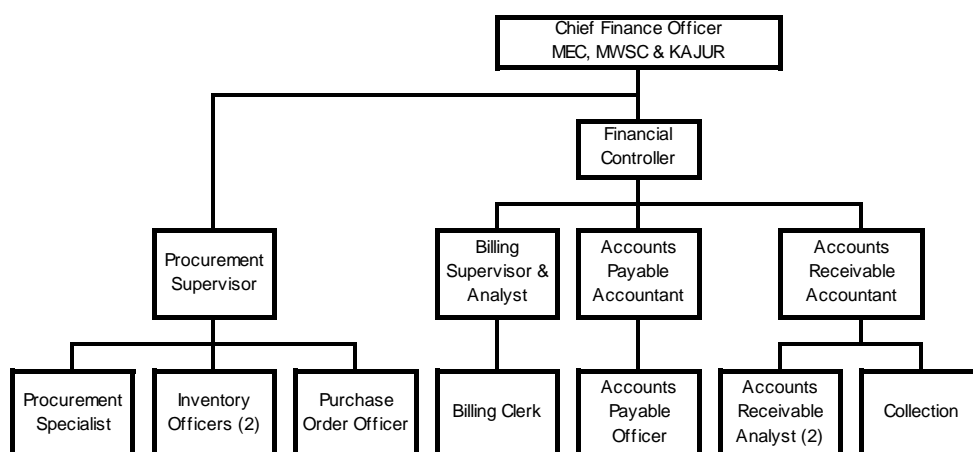 Chief Finance Officer
MEC, MWSC & KAJUR
Financial
Controller
Procurement
Supervisor
Billing
Supervisor &
Analyst
Accounts
Payable
Accountant
Accounts
Receivable
Accountant
Procurement
Specialist
Inventory
Officers (2)
Purchase
Order Officer
Billing Clerk
Accounts
Payable
Officer
Accounts
Receivable
Analyst (2)
Collection